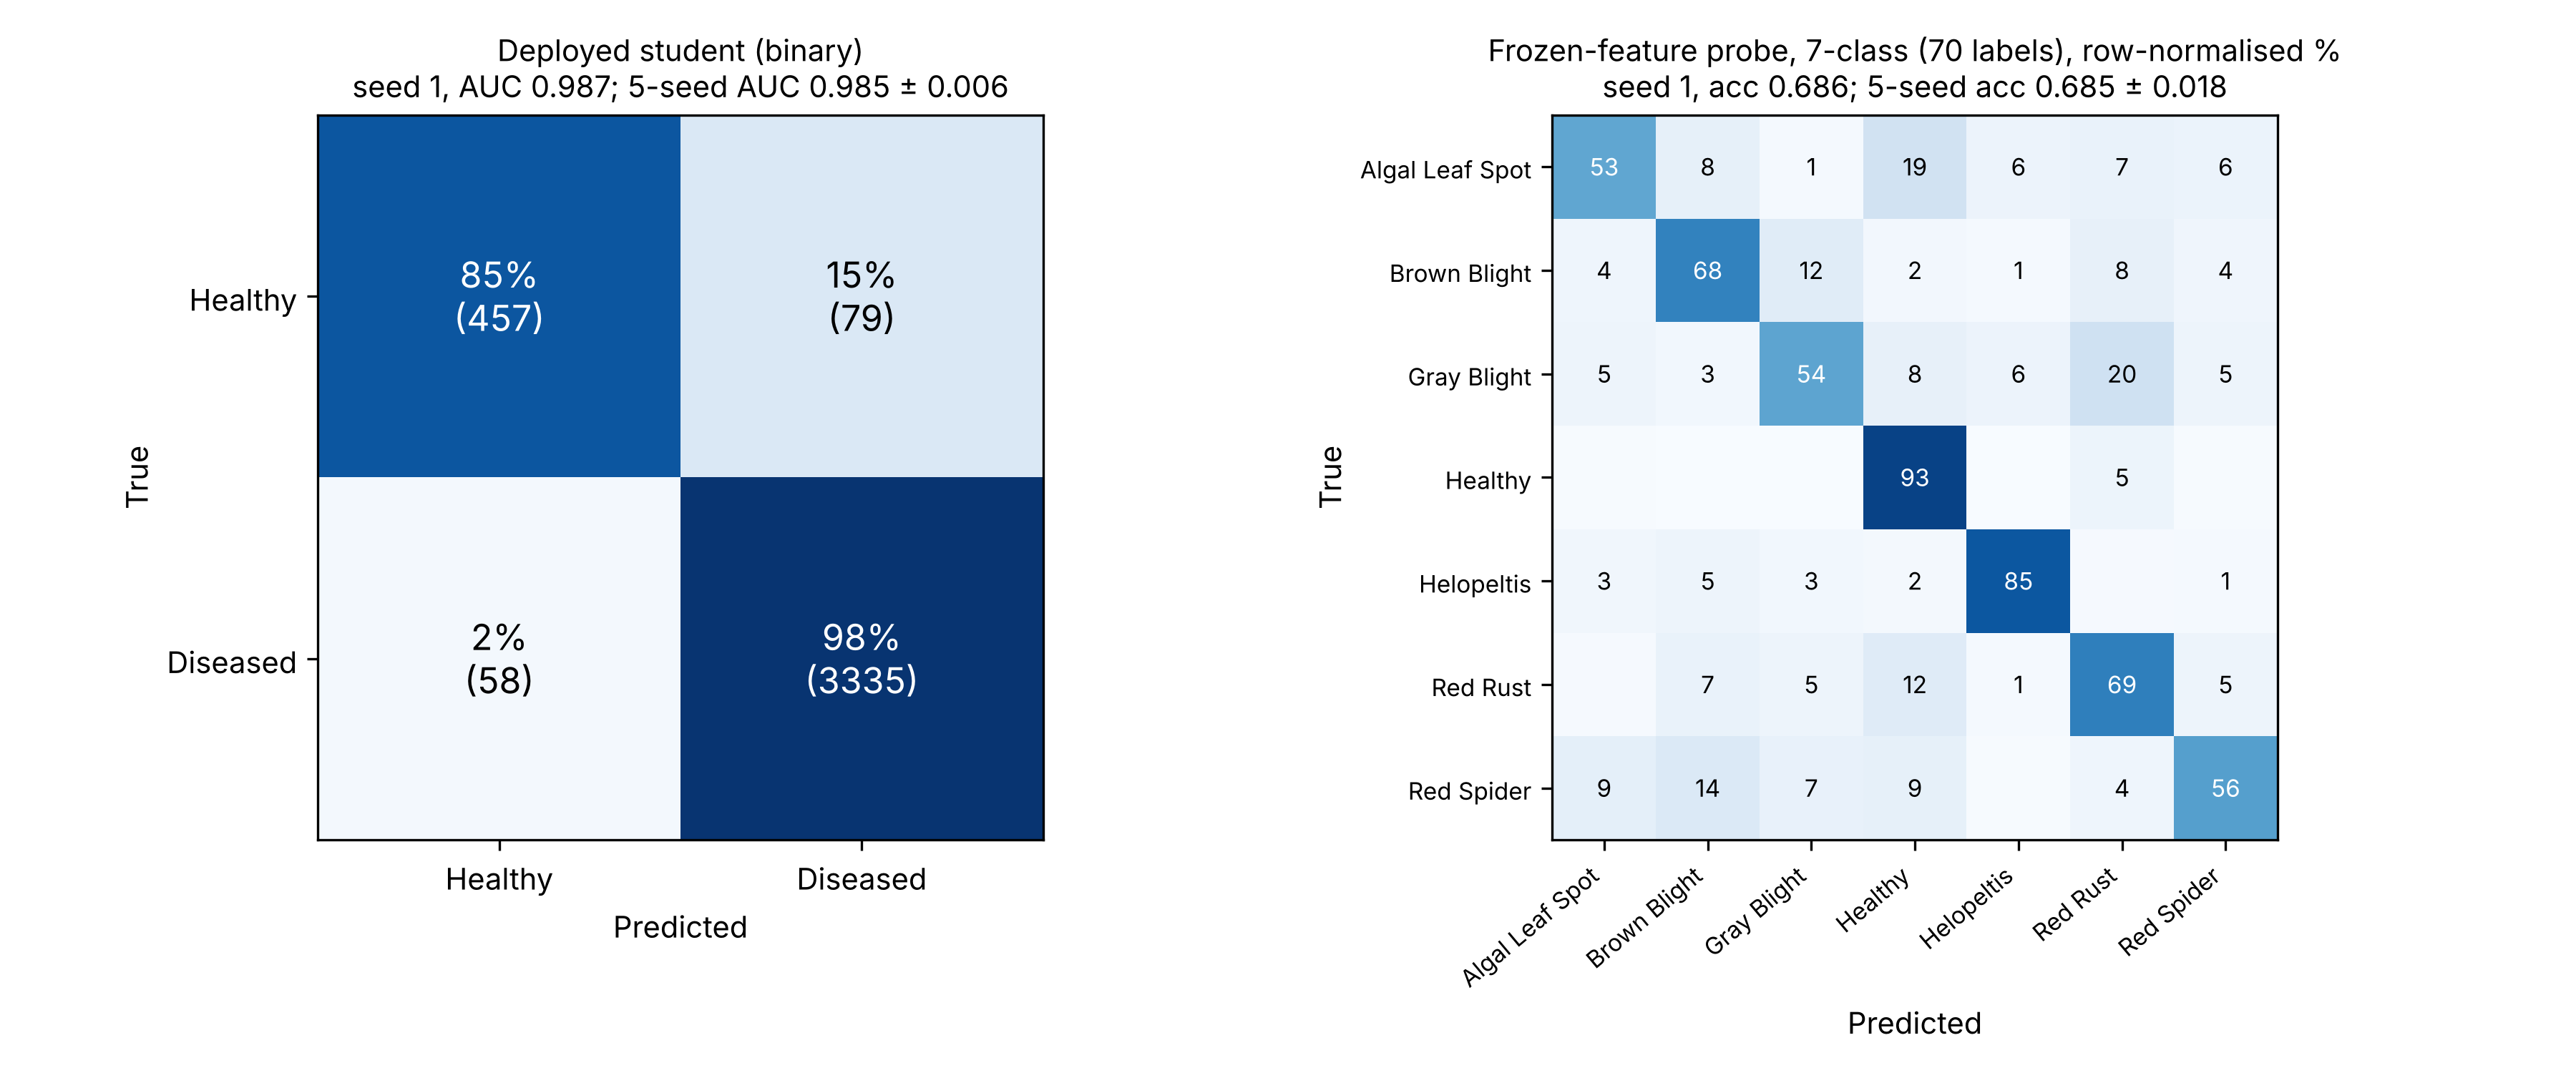 Deployed student (binary)
seed 1, AUC 0.987; 5-seed AUC 0.985 ± 0.006
True
Healthy
85%
(457)
15%
(79)
Diseased
2%
(58)
98%
(3335)
Healthy Diseased
Predicted
Frozen-feature probe, 7-class (70 labels), row-normalised %
seed 1, acc 0.686; 5-seed acc 0.685 ± 0.018
True
Algal Leaf Spot 53 8 1 19 6 7 6
Brown Blight 4 68 12 2 1 8 4
Gray Blight 5 3 54 8 6 20 5
Healthy 93 5
Helopeltis 3 5 3 2 85 1
Red Rust 7 5 12 1 69 5
Red Spider 9 14 7 9 4 56
Algal Leaf Spot
Brown Blight
Gray Blight
Healthy
Helopeltis
Red Rust
Red Spider
Predicted